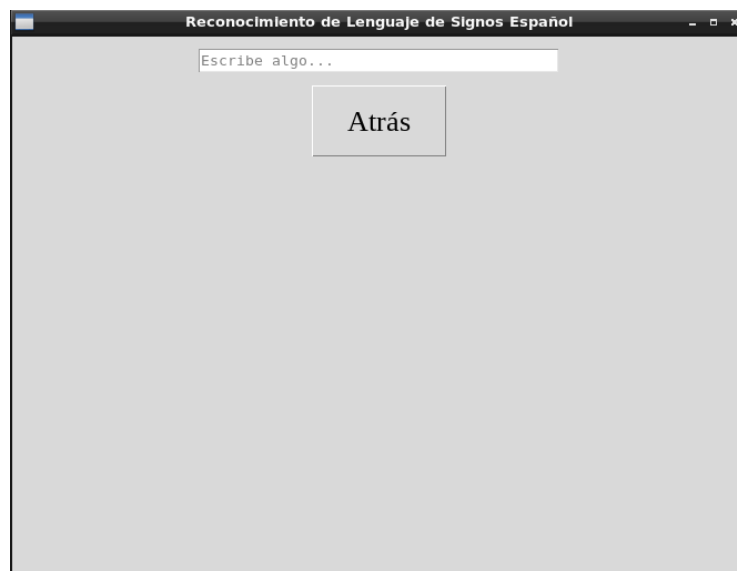 Reconocimiento de Lenguaje de Signos Español
Escribe algo...
Atrás